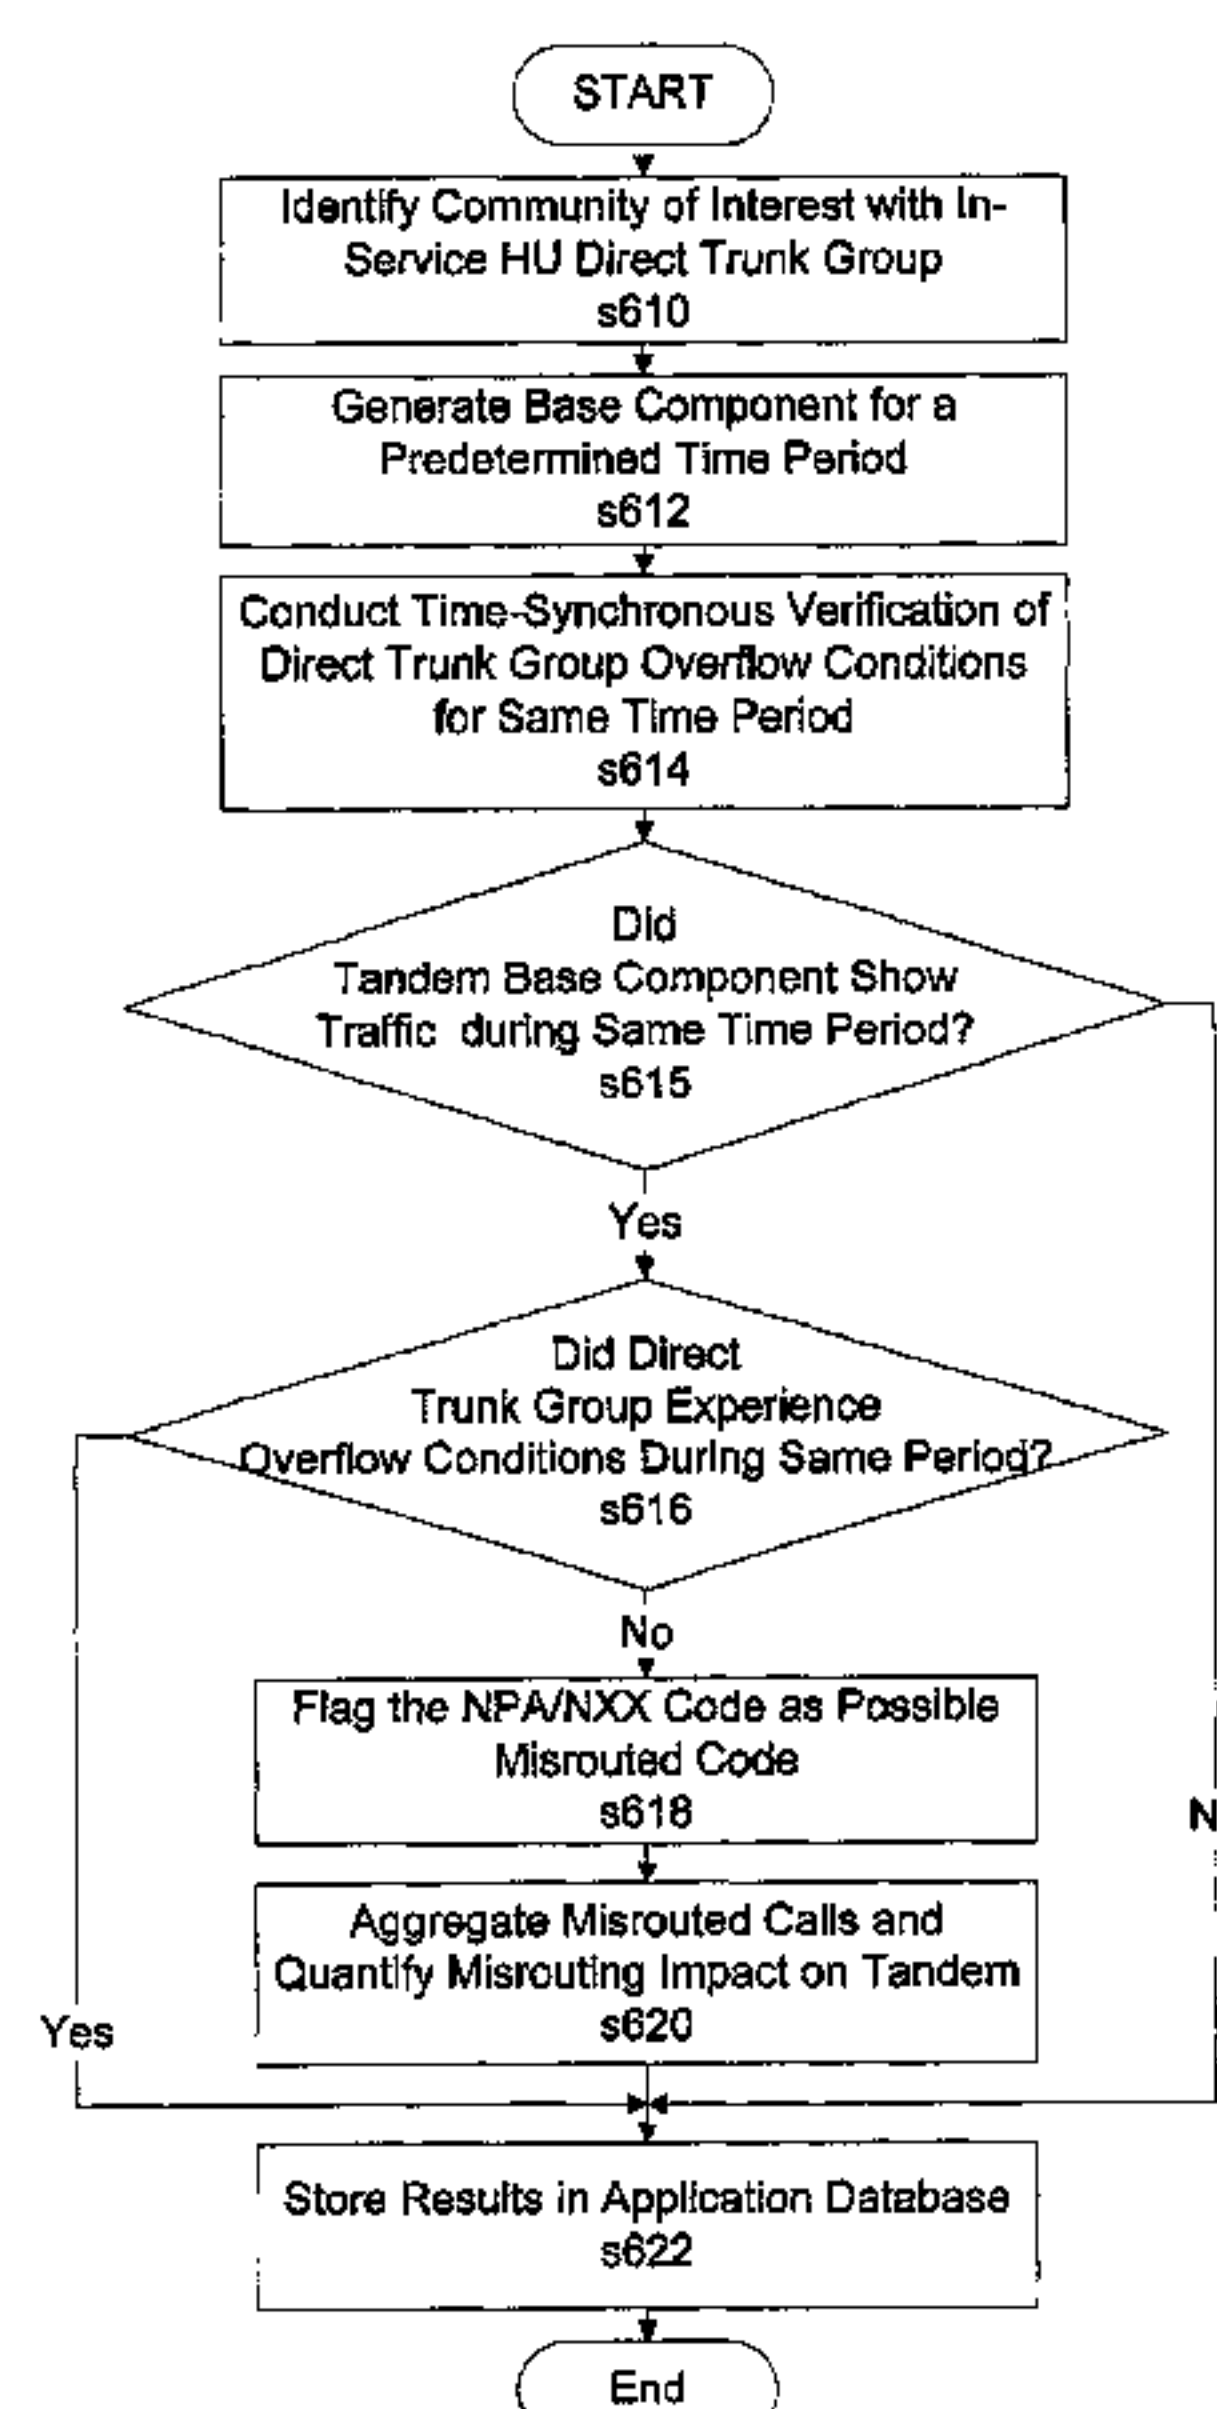 START
Identify Community of Interest with In-
Service HU Direct Trunk Group
s610
Generate Base Component for a
Predetermined Time Period
s612
Conduct Time-Synchronous Verification of
Direct Trunk Group Overflow Conditions
for Same Time Period
s614
Did
Tandem Base Component Show
Traffic during Same Time Period?
s615
Yes
Did Direct
Trunk Group Experience
Overflow Conditions During Same Period?
s616
No
Flag the NPA/NXX Code as Possible
Misrouted Code
s618
N
Aggregate Misrouted Calls and
Quantify Misrouting Impact on Tandem
s620
Yes
Store Results in Application Database
s622
End